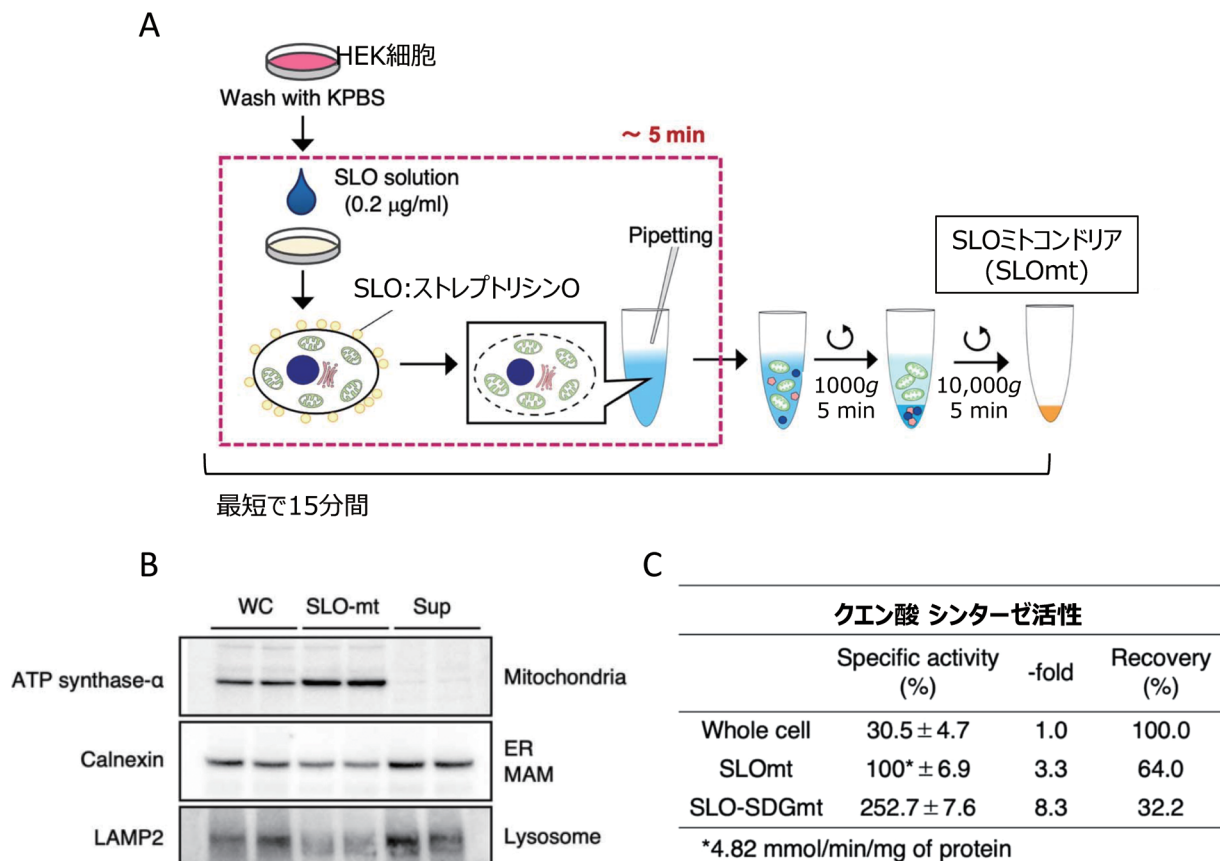 A
HEK細胞
Wash with KPBS
～ 5 min
SLO solution
(0.2 μg/ml)
Pipetting
SLOミトコンドリア
(SLOmt)
SLO:ストレプトリシンO
1000g
5 min
10,000g
5 min
最短で15分間
B
WC SLO-mt Sup
ATP synthase-α Mitochondria
Calnexin ER
MAM
LAMP2 Lysosome
C
クエン酸 シンターゼ活性
Specific activity
(%) -fold Recovery
(%)
Whole cell 30.5 ± 4.7 1.0 100.0
SLOmt 100* ± 6.9 3.3 64.0
SLO-SDGmt 252.7 ± 7.6 8.3 32.2
*4.82 mmol/min/mg of protein